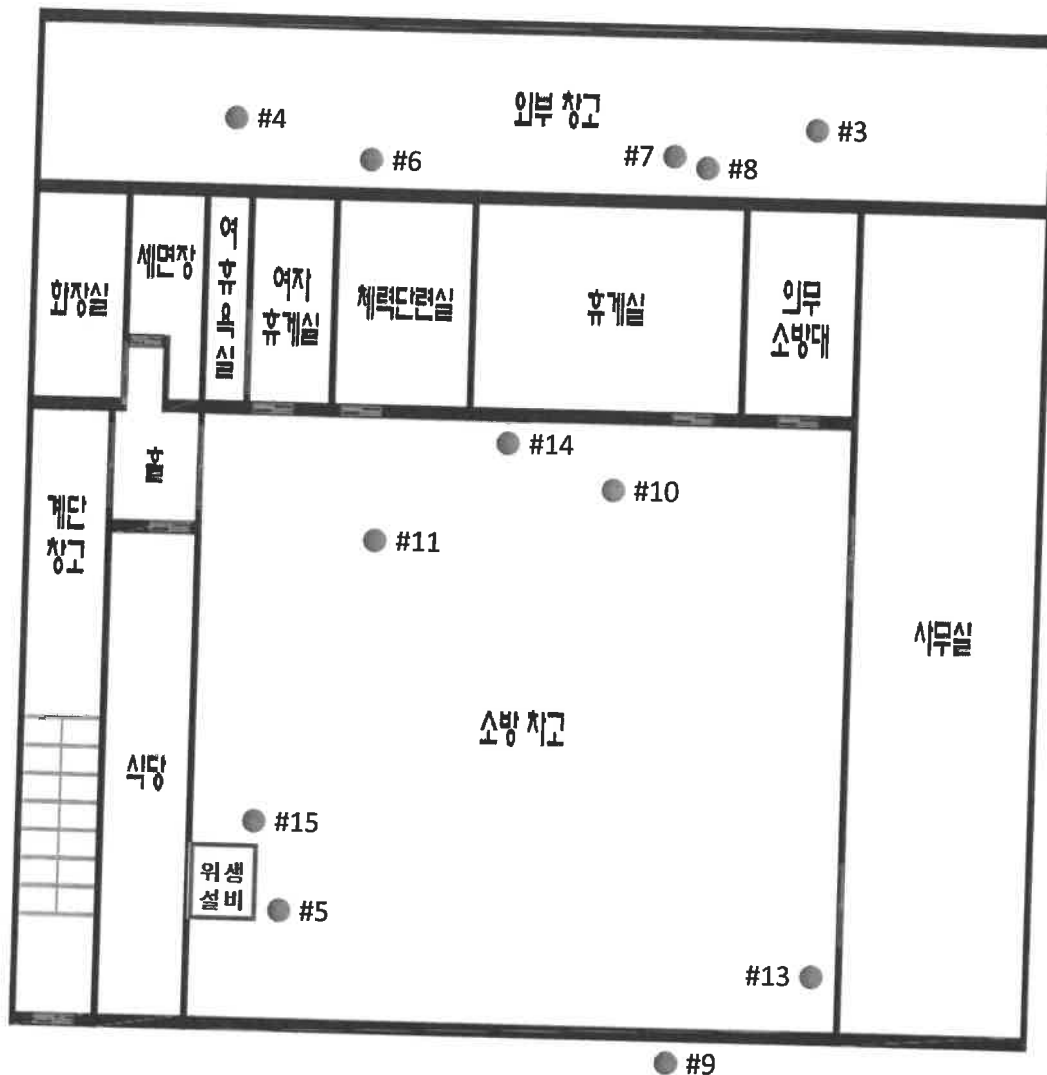 외부 창고
#4
#3
#6
#7
#8
화장실
세면장
여
휴
욕
실
여자
휴게실
체력단련실
휴게실
의무
소방대
홀
#14
#10
계단
창고
#11
사무실
소방 차고
식당
#15
위생
설비
#5
#13
#9